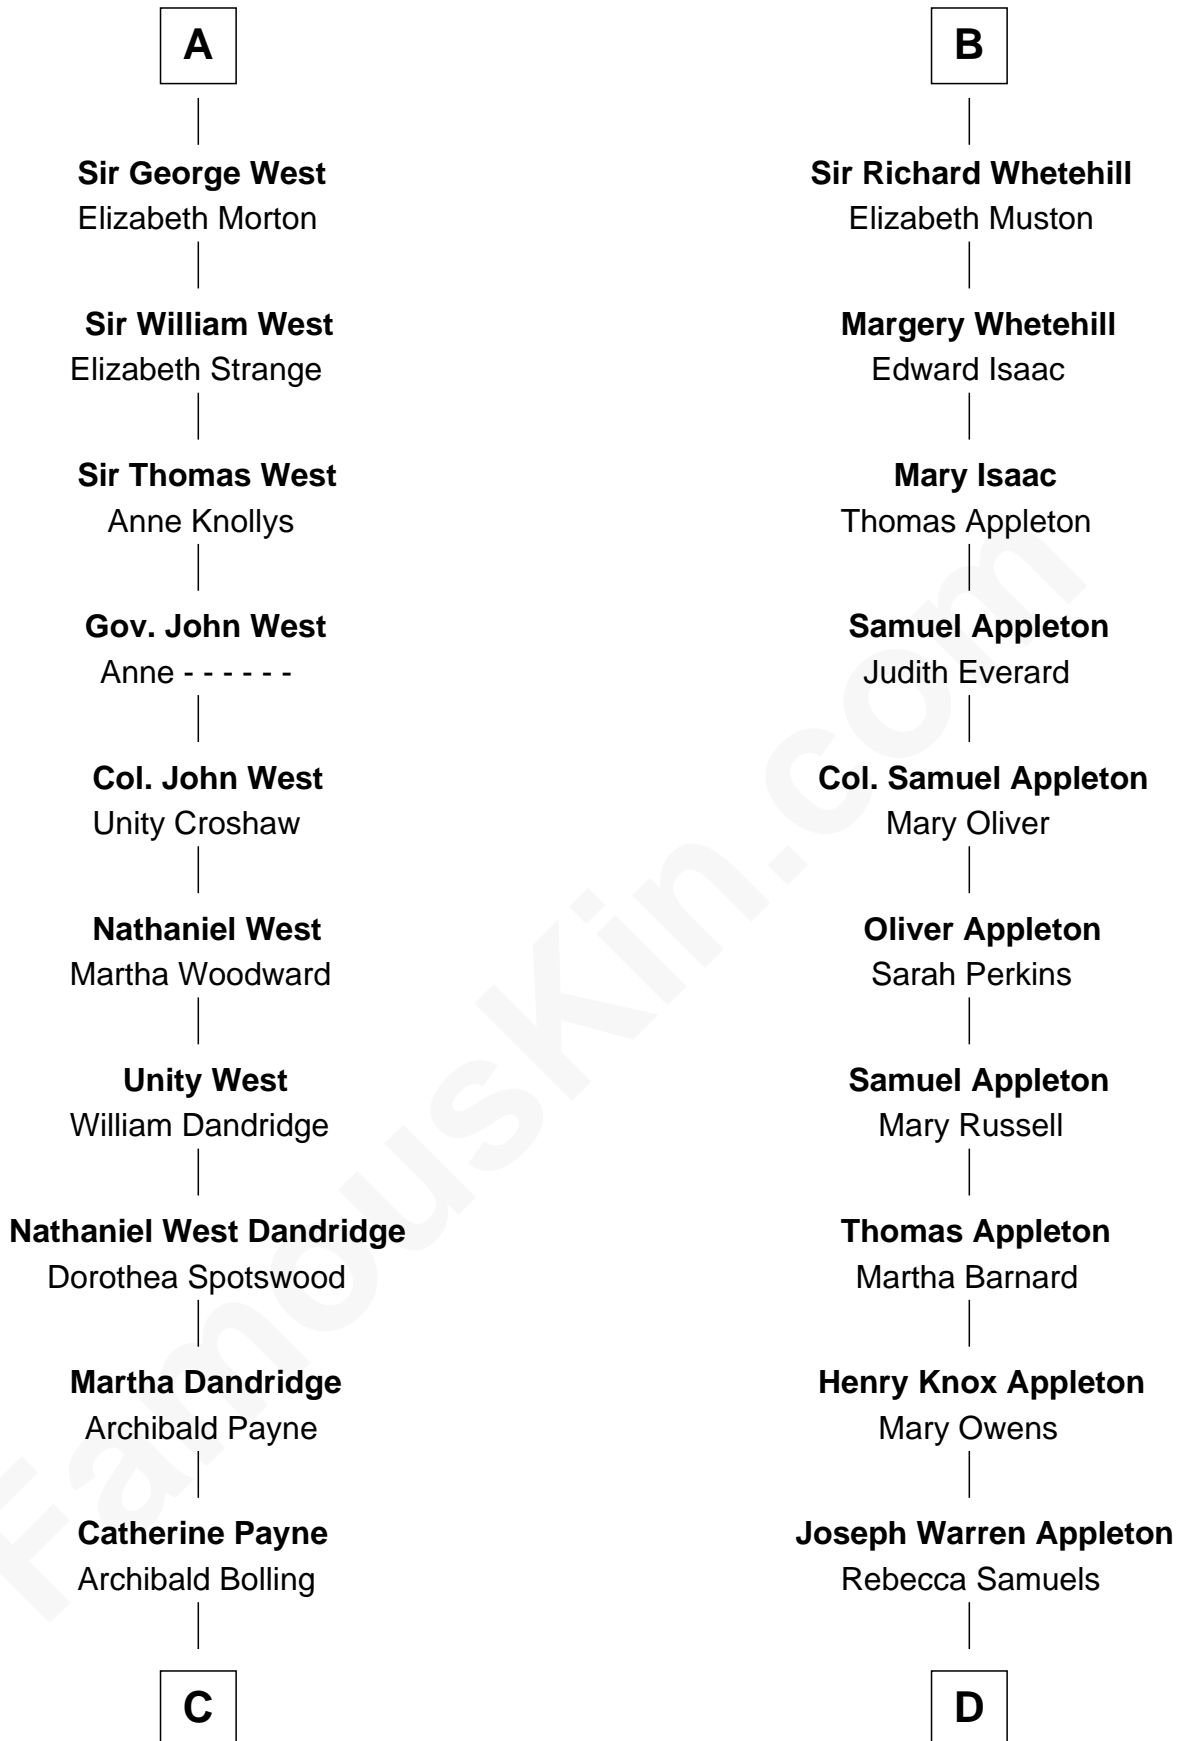 A
Sir George West
Elizabeth Morton
Sir William West
Elizabeth Strange
Sir Thomas West
Anne Knollys
Gov. John West
Anne - - - - - -
Col. John West
Unity Croshaw
Nathaniel West
Martha Woodward
Unity West
William Dandridge
Nathaniel West Dandridge
Dorothea Spotswood
Martha Dandridge
Archibald Payne
Catherine Payne
Archibald Bolling
C
B
Sir Richard Whetehill
Elizabeth Muston
Margery Whetehill
Edward Isaac
Mary Isaac
Thomas Appleton
Samuel Appleton
Judith Everard
Col. Samuel Appleton
Mary Oliver
Oliver Appleton
Sarah Perkins
Samuel Appleton
Mary Russell
Thomas Appleton
Martha Barnard
Henry Knox Appleton
Mary Owens
Joseph Warren Appleton
Rebecca Samuels
D
FamousKin.com